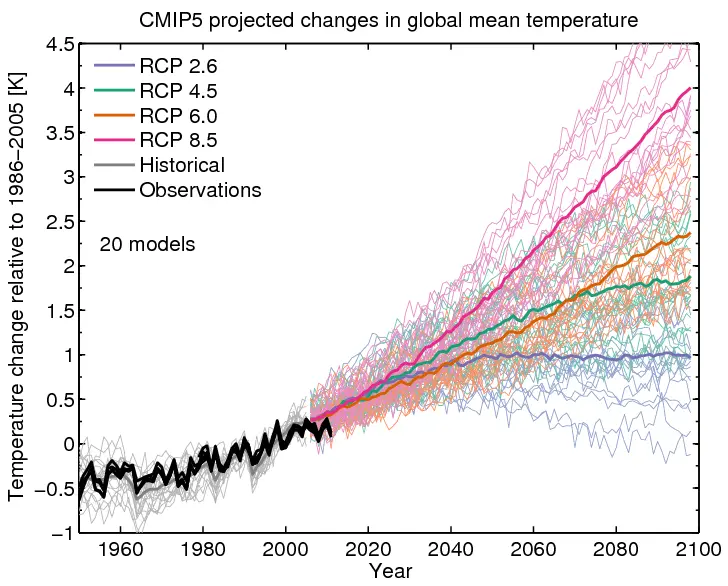 CMIP5 projected changes in global mean temperature
Temperature change relative to 1986−2005 [K]
4.5
4
3.5
3
2.5
2
1.5
1
0.5
0
−0.5
−1
RCP 2.6
RCP 4.5
RCP 6.0
RCP 8.5
Historical
Observations
20 models
1960 1980 2000 2020 2040 2060 2080 2100
Year